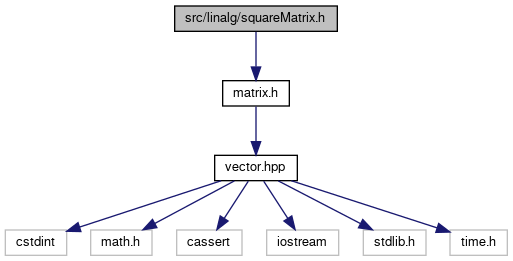 src/linalg/squareMatrix.h
matrix.h
vector.hpp
cstdint
math.h
cassert
iostream
stdlib.h
time.h